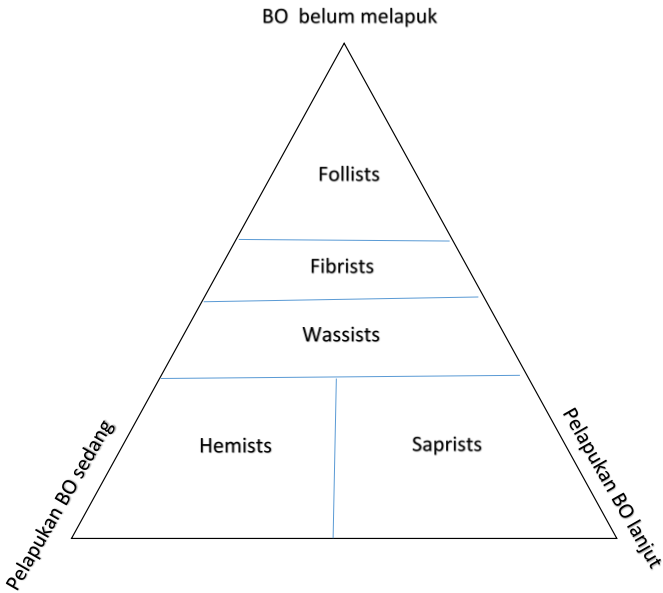 BO  belum melapuk
Follists
Fibrists
Wassists
Hemists
Saprists
Pelapukan BO sedang
Pelapukan BO lanjut